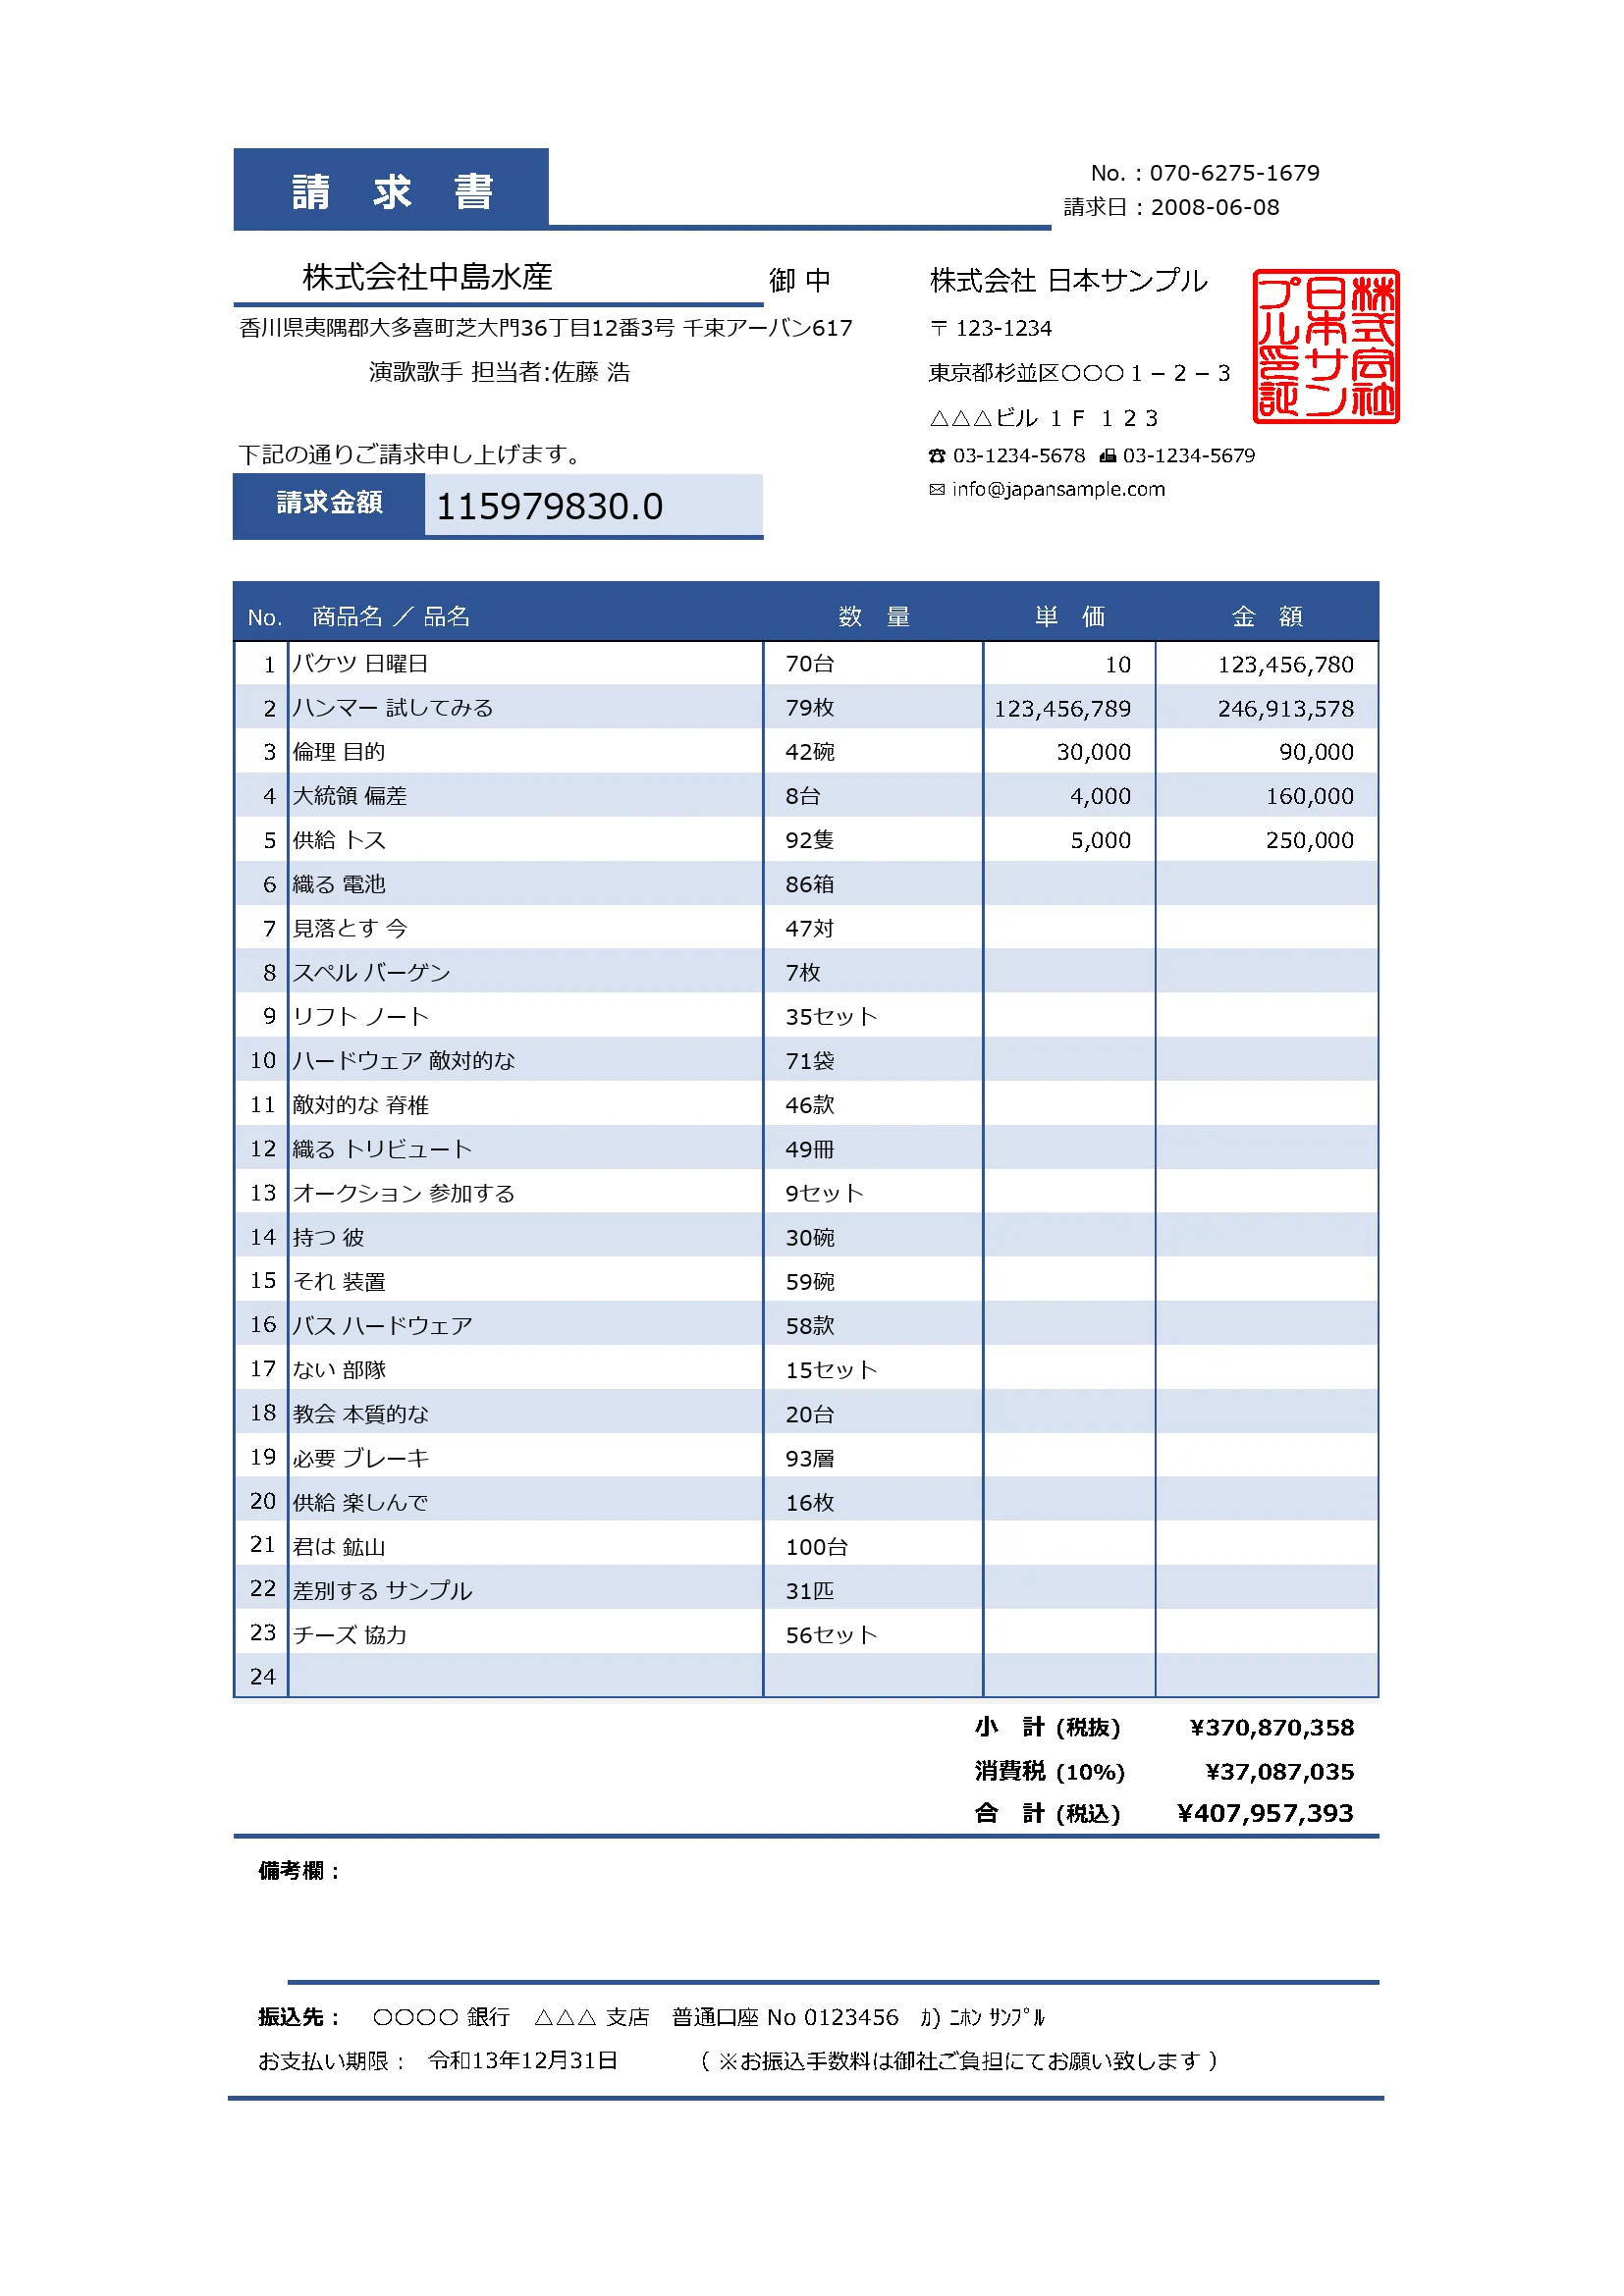 請 求 書
No. : 070-6275-1679
請求日 : 2008-06-08
株式会社中島水産 御 中
香川県夷隅郡大多喜町芝大門36丁目12番3号 千束アーバン617
演歌歌手 担当者:佐藤 浩
株式会社 日本サンプル
〒 123-1234
東京都杉並区〇〇〇１－２－３
△△△ビル １Ｆ １２３
☎ 03-1234-5678 📠 03-1234-5679
✉ info@japansample.com
株式会社
日本サン
プル印証
下記の通りご請求申し上げます。
請求金額 115979830.0
No. 商品名 ／ 品名 数 量 単 価 金 額
1 バケツ 日曜日 70台 10 123,456,780
2 ハンマー 試してみる 79枚 123,456,789 246,913,578
3 倫理 目的 42碗 30,000 90,000
4 大統領 偏差 8台 4,000 160,000
5 供給 トス 92隻 5,000 250,000
6 織る 電池 86箱
7 見落とす 今 47対
8 スペル バーゲン 7枚
9 リフト ノート 35セット
10 ハードウェア 敵対的な 71袋
11 敵対的な 脊椎 46款
12 織る トリビュート 49冊
13 オークション 参加する 9セット
14 持つ 彼 30碗
15 それ 装置 59碗
16 バス ハードウェア 58款
17 ない 部隊 15セット
18 教会 本質的な 20台
19 必要 ブレーキ 93層
20 供給 楽しんで 16枚
21 君は 鉱山 100台
22 差別する サンプル 31匹
23 チーズ 協力 56セット
24
小 計 (税抜) ¥370,870,358
消費税 (10%) ¥37,087,035
合 計 (税込) ¥407,957,393
備考欄 :
振込先 : 〇〇〇〇 銀行 △△△ 支店 普通口座 No 0123456 ｶ) ﾆﾎﾝ ｻﾝﾌﾟﾙ
お支払い期限 : 令和13年12月31日 ( ※お振込手数料は御社ご負担にてお願い致します )